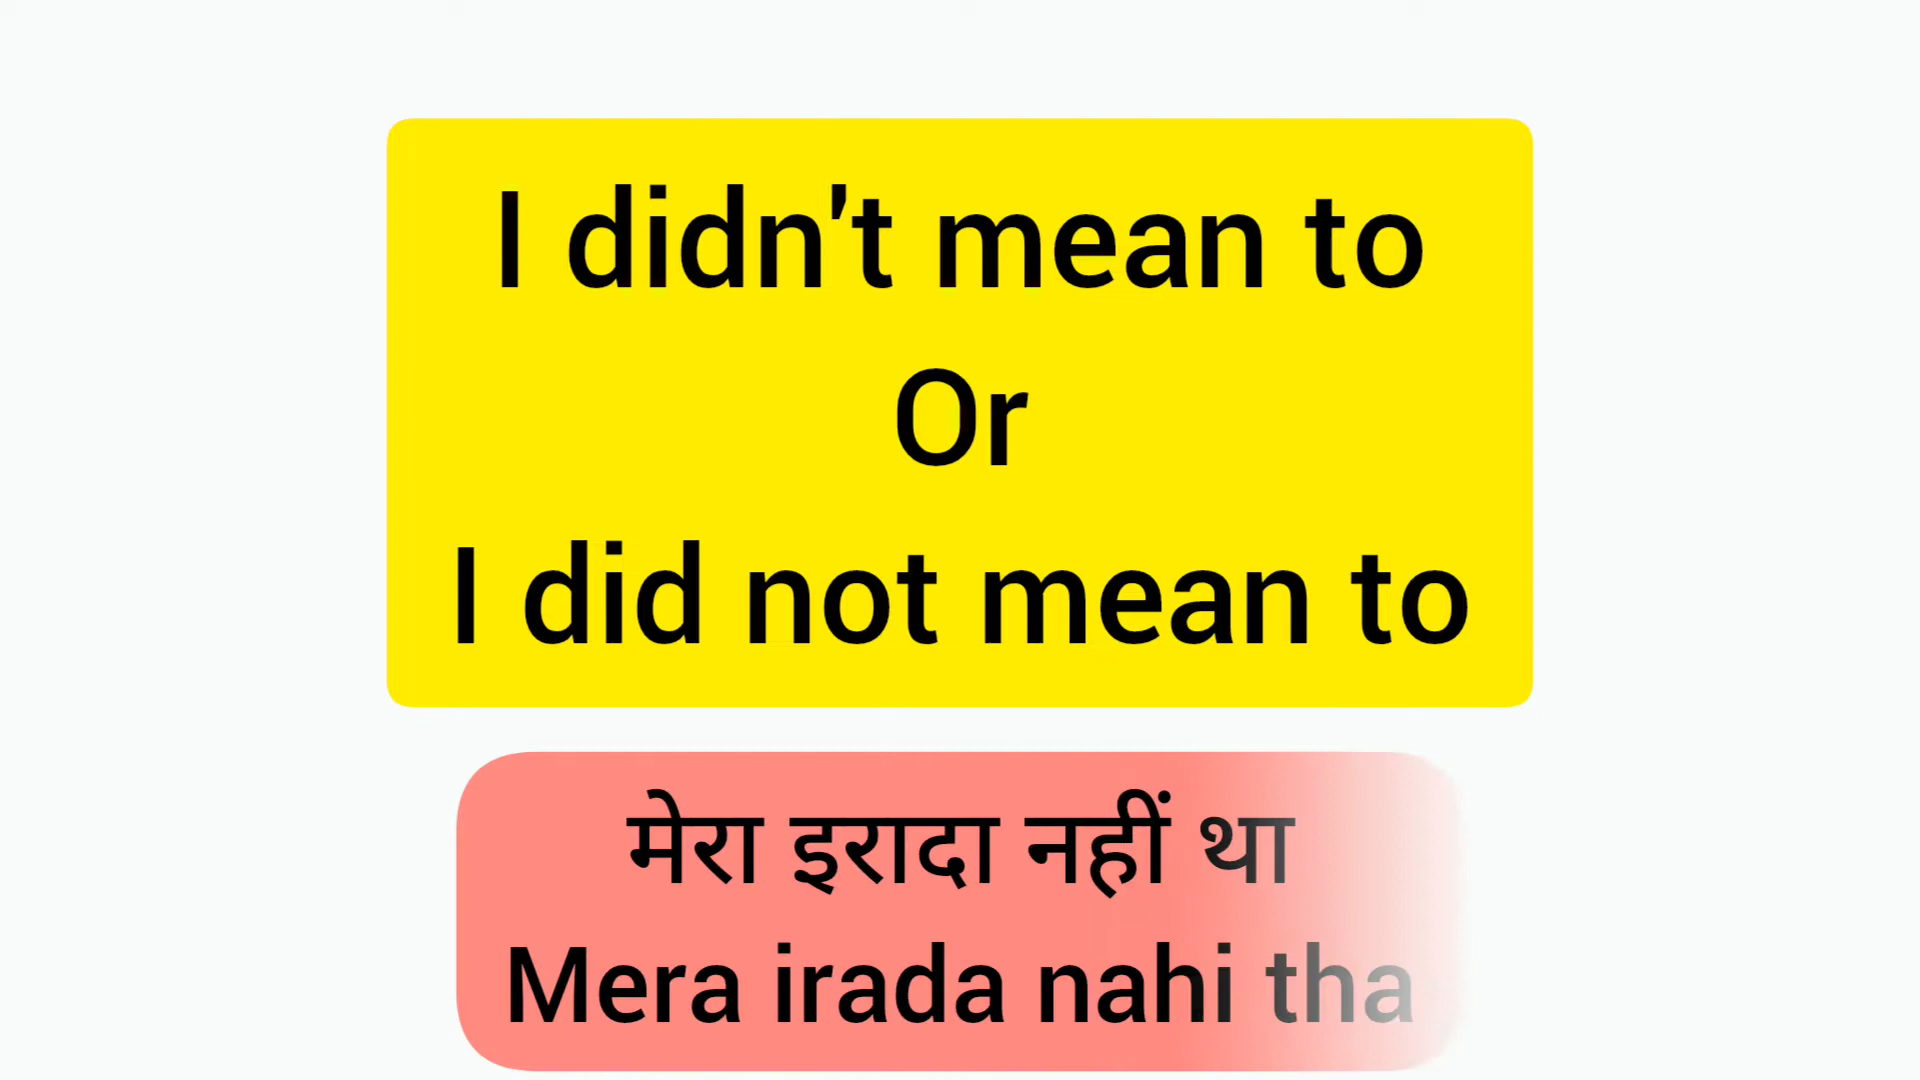 I didn't mean to
Or
I did not mean to
मेरा इरादा नहीं था
Mera irada nahi tha